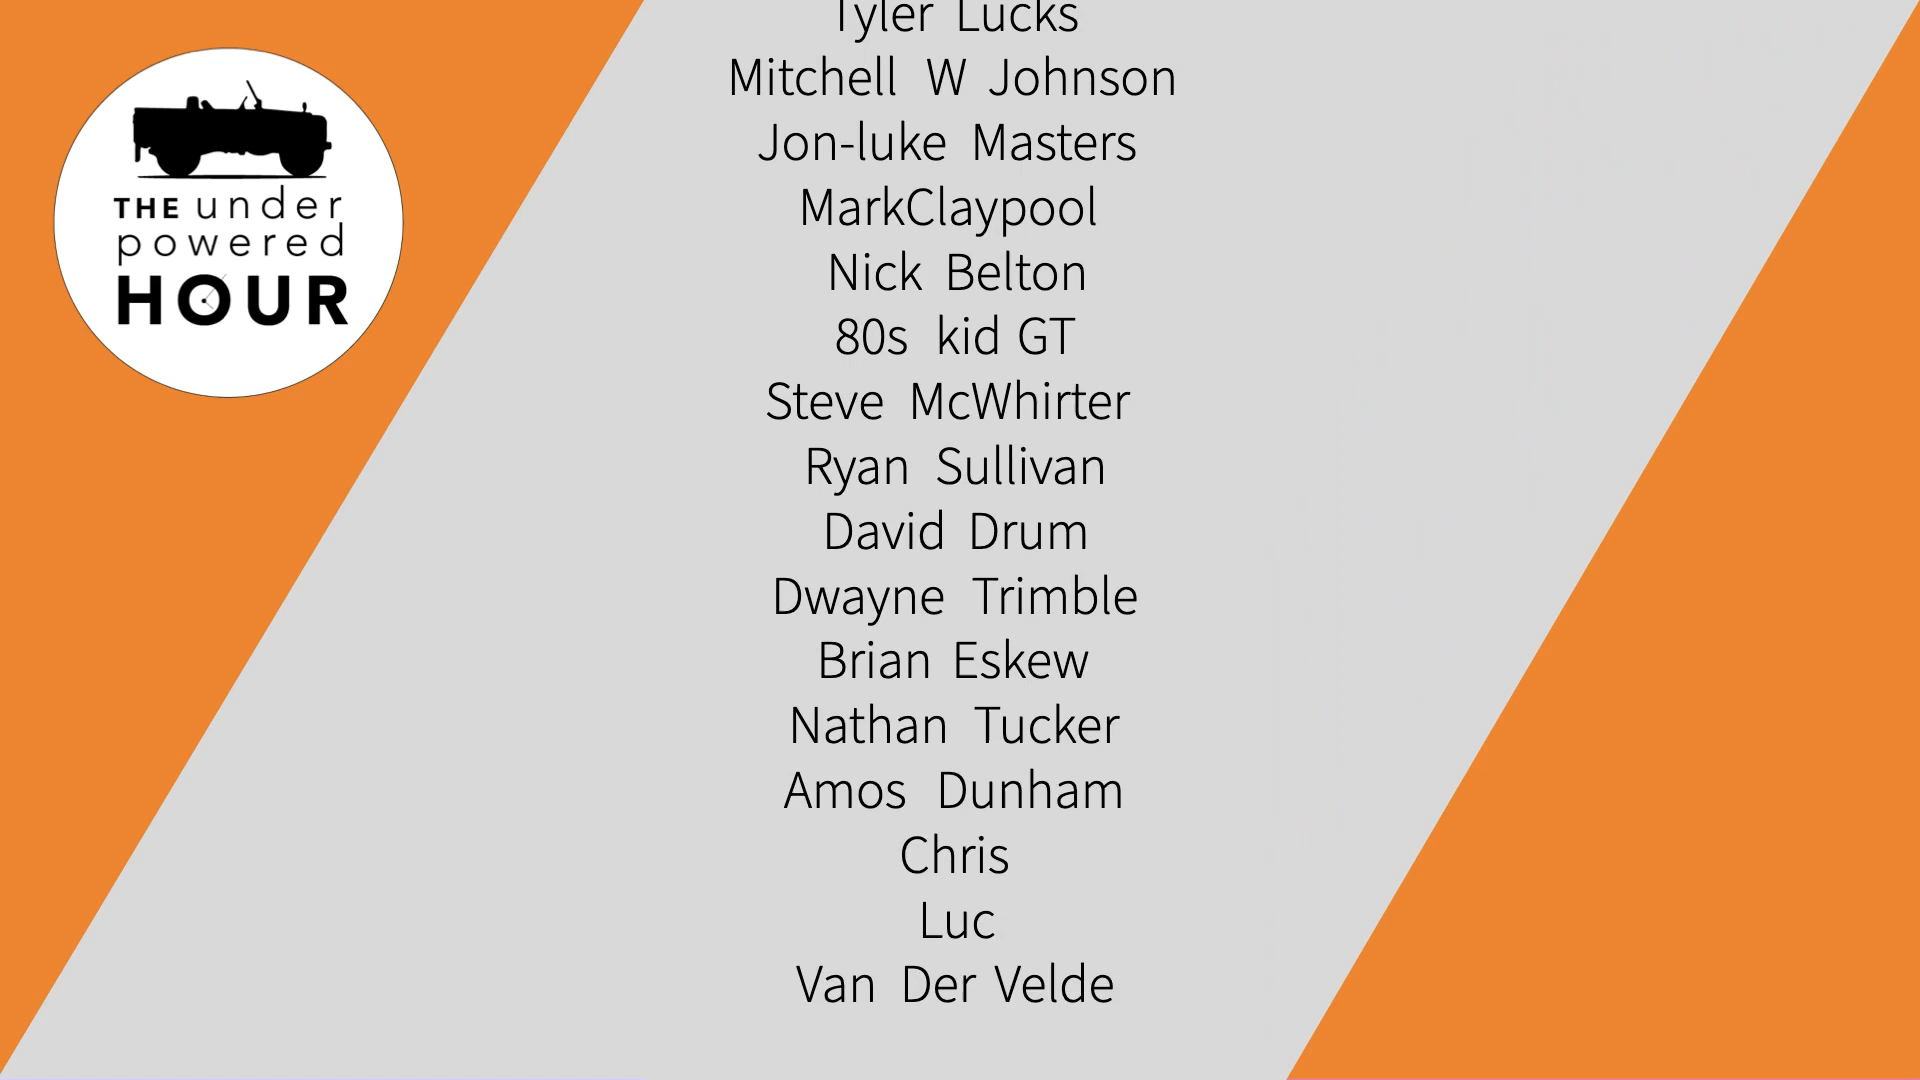 THE under
powered
HOUR
Tyler Lucks
Mitchell W Johnson
Jon-luke Masters
MarkClaypool
Nick Belton
80s kid GT
Steve McWhirter
Ryan Sullivan
David Drum
Dwayne Trimble
Brian Eskew
Nathan Tucker
Amos Dunham
Chris
Luc
Van Der Velde